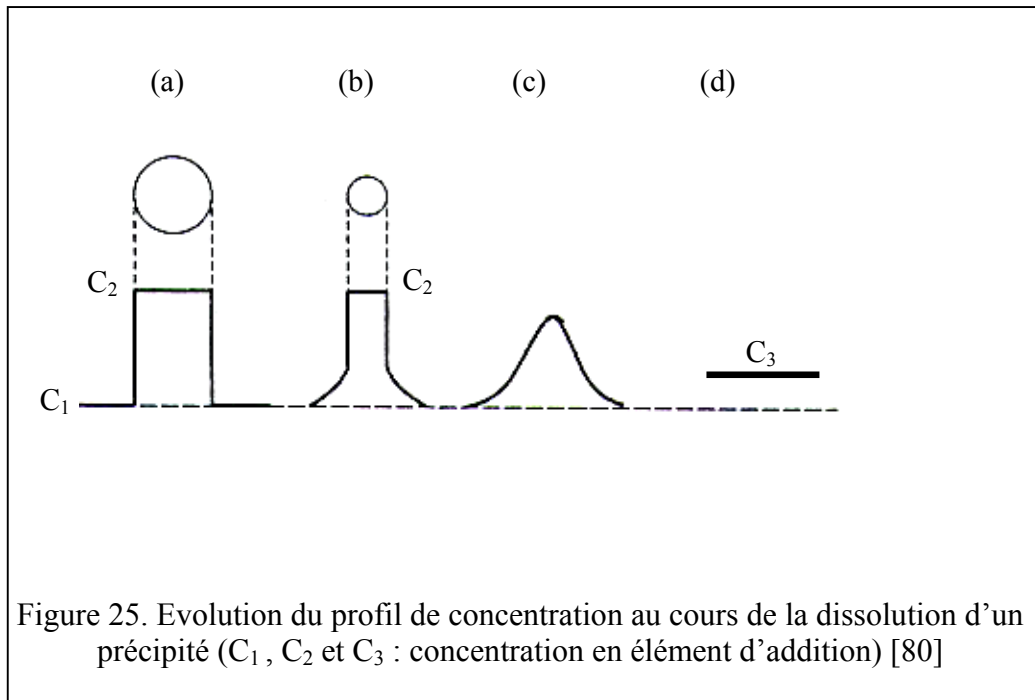 (a) (b) (c) (d)
C₂ C₂
C₃
C₁
Figure 25. Evolution du profil de concentration au cours de la dissolution d’un
précipité (C₁ , C₂ et C₃ : concentration en élément d’addition) [80]